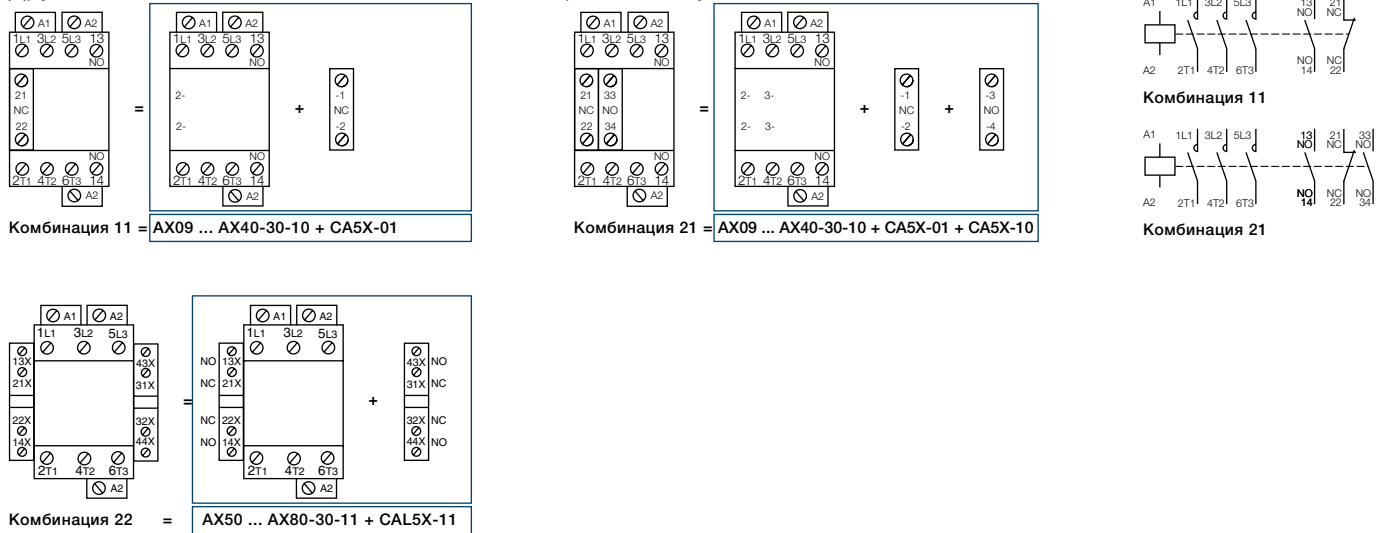 A1 A2
1L1 3L2 5L3 13
NO
21
NC
22
NO
2T1 4T2 6T3 14
A2
=
A1 A2
1L1 3L2 5L3 13
NO
2-
2-
NO
2T1 4T2 6T3 14
A2
+
-1
NC
-2
Комбинация 11 = AX09 ... AX40-30-10 + CA5X-01
A1 A2
1L1 3L2 5L3 13
NO
21 33
NC NO
22 34
NO
2T1 4T2 6T3 14
A2
=
A1 A2
1L1 3L2 5L3 13
NO
2- 3-
2- 3-
NO
2T1 4T2 6T3 14
A2
+
-1
NC
-2
+
-3
NO
-4
Комбинация 21 = AX09 ... AX40-30-10 + CA5X-01 + CA5X-10
A1 1L1 3L2 5L3 13 21
NO NC
NO NC
A2 2T1 4T2 6T3 14 22
Комбинация 11
A1 1L1 3L2 5L3 13 21 33
NO NC NO
NO NC NO
A2 2T1 4T2 6T3 14 22 34
Комбинация 21
A1 A2
1L1 3L2 5L3
13X 43X
21X 31X
22X 32X
14X 44X
2T1 4T2 6T3
A2
=
A1 A2
1L1 3L2 5L3
NO 13X
NC 21X
NC 22X
NO 14X
2T1 4T2 6T3
A2
+
43X NO
31X NC
32X NC
44X NO
Комбинация 22 = AX50 ... AX80-30-11 + CAL5X-11